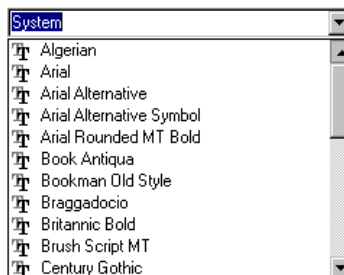 System
Algerian
Arial
Arial Alternative
Arial Alternative Symbol
Arial Rounded MT Bold
Book Antiqua
Bookman Old Style
Braggadocio
Britannic Bold
Brush Script MT
Century Gothic